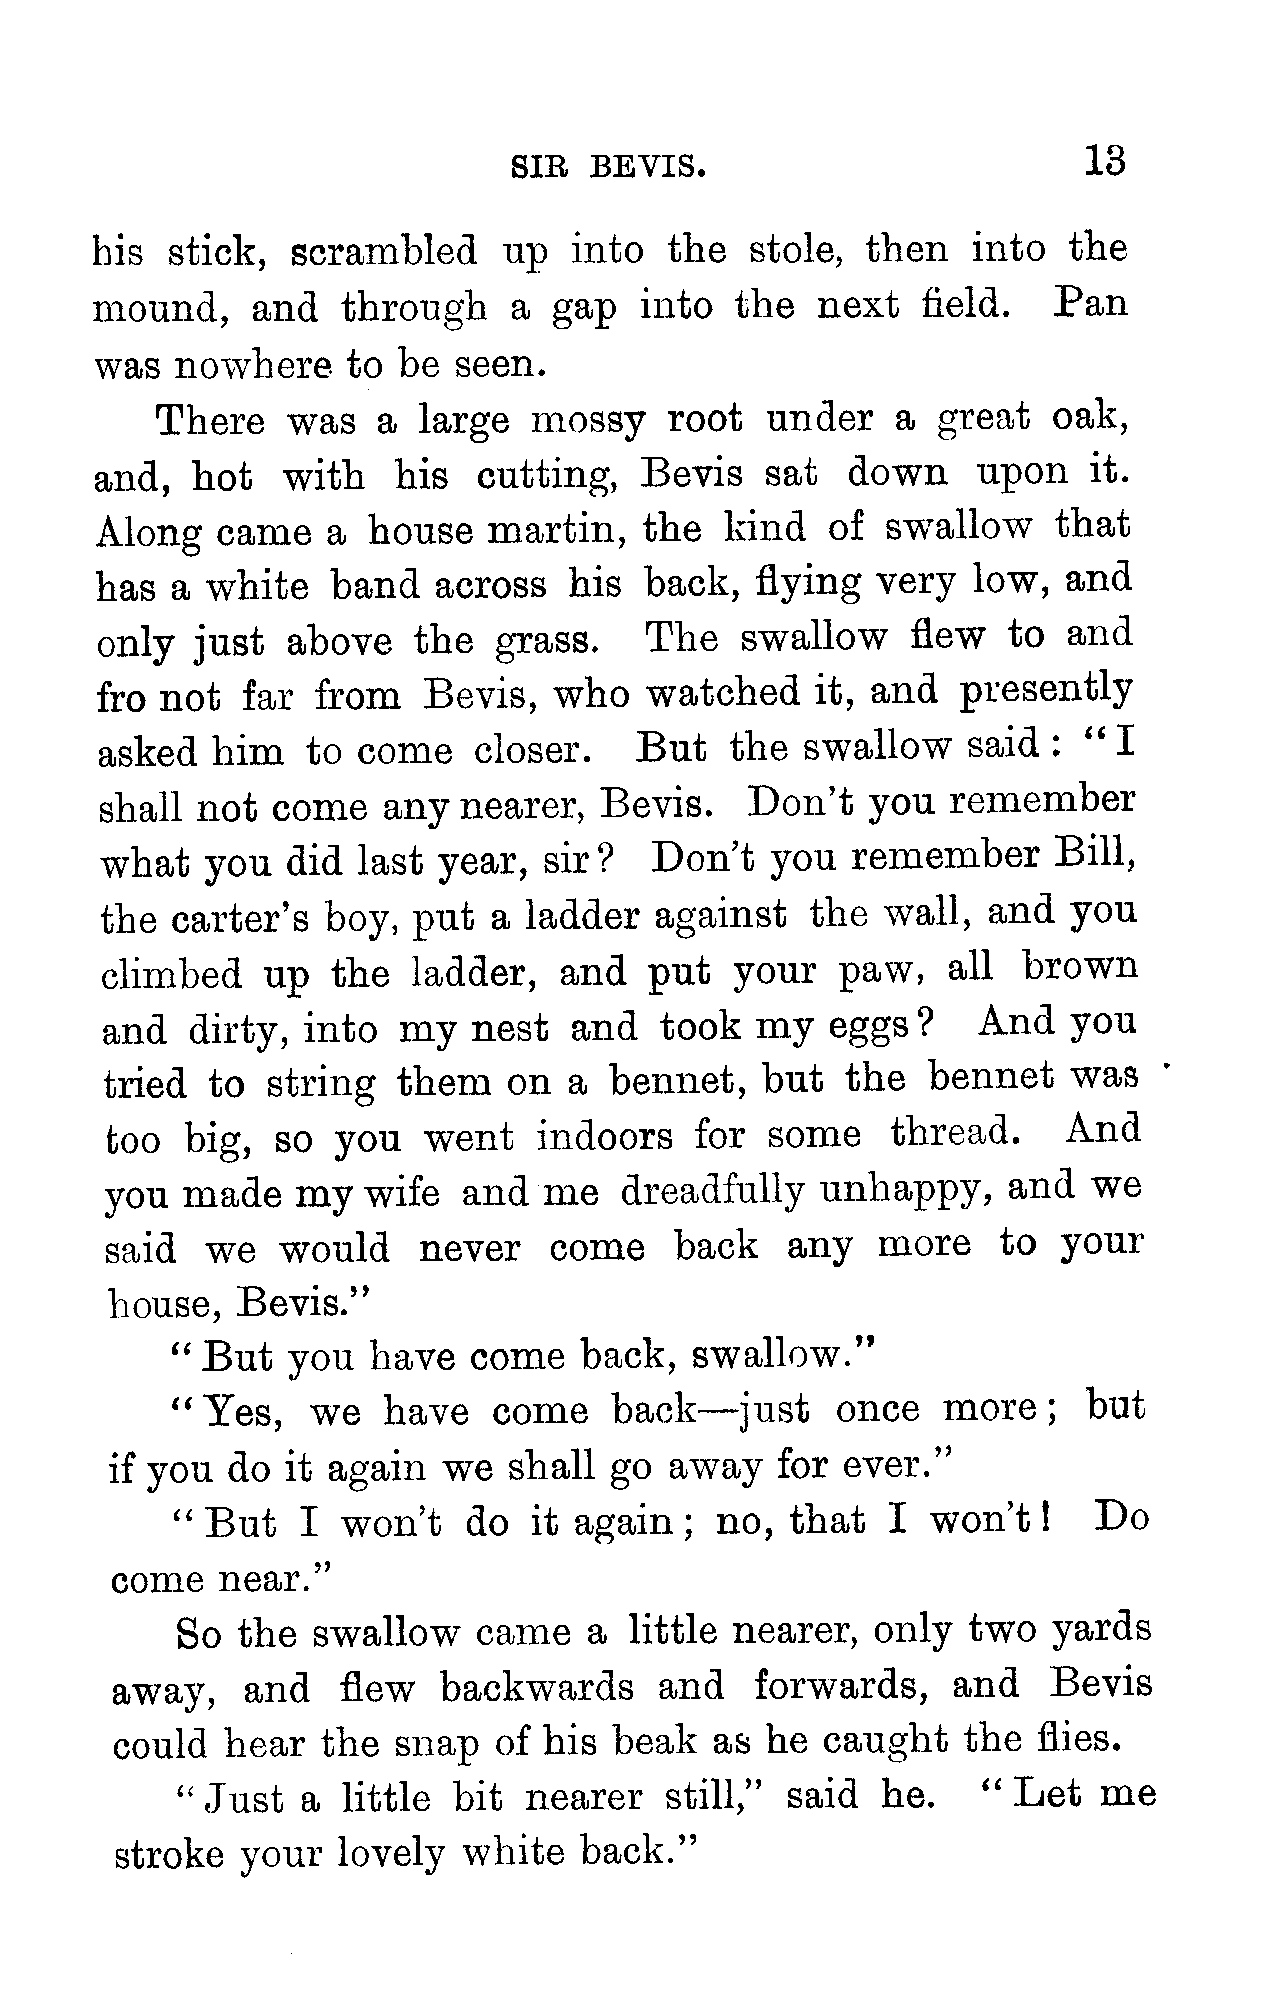 SIR BEVIS. 13
his stick, scrambled up into the stole, then into the
mound, and through a gap into the next field. Pan
was nowhere to be seen.
There was a large mossy root under a great oak,
and, hot with his cutting, Bevis sat down upon it.
Along came a house martin, the kind of swallow that
has a white band across his back, flying very low, and
only just above the grass. The swallow flew to and
fro not far from Bevis, who watched it, and presently
asked him to come closer. But the swallow said: "I
shall not come any nearer, Bevis. Don't you remember
what you did last year, sir? Don't you remember Bill,
the carter's boy, put a ladder against the wall, and you
climbed up the ladder, and put your paw, all brown
and dirty, into my nest and took my eggs? And you
tried to string them on a bennet, but the bennet was
too big, so you went indoors for some thread. And
you made my wife and me dreadfully unhappy, and we
said we would never come back any more to your
house, Bevis."
"But you have come back, swallow."
"Yes, we have come back—just once more; but
if you do it again we shall go away for ever."
"But I won't do it again; no, that I won't! Do
come near."
So the swallow came a little nearer, only two yards
away, and flew backwards and forwards, and Bevis
could hear the snap of his beak as he caught the flies.
"Just a little bit nearer still," said he. "Let me
stroke your lovely white back."